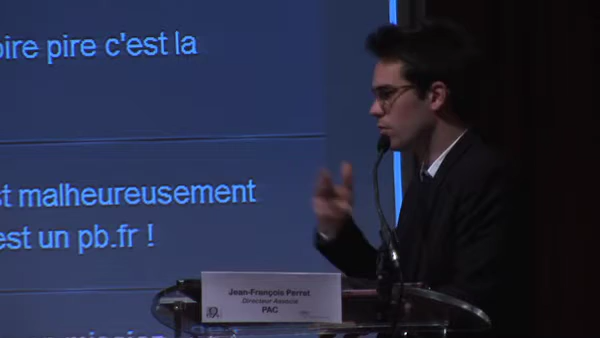 oire pire c'est la
st malheureusement
est un pb.fr !
Jean-François Perret
Directeur Associé
PAC